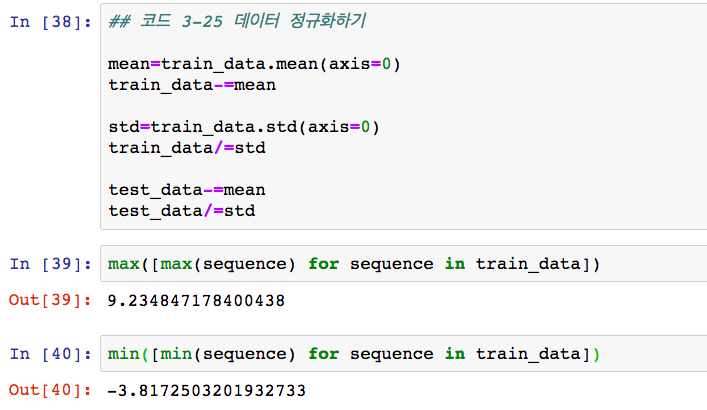 In [38]: ## 코드 3-25 데이터 정규화하기
mean=train_data.mean(axis=0)
train_data-=mean
std=train_data.std(axis=0)
train_data/=std
test_data-=mean
test_data/=std
In [39]: max([max(sequence) for sequence in train_data])
Out[39]: 9.234847178400438
In [40]: min([min(sequence) for sequence in train_data])
Out[40]: -3.8172503201932733